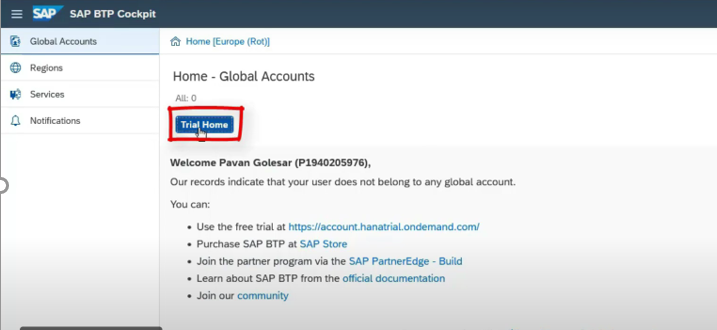 SAP SAP BTP Cockpit
Global Accounts
Regions
Services
Notifications
Home [Europe (Rot)]
Home - Global Accounts
All: 0
Trial Home
Welcome Pavan Golesar (P1940205976),
Our records indicate that your user does not belong to any global account.
You can:
• Use the free trial at https://account.hanatrial.ondemand.com/
• Purchase SAP BTP at SAP Store
• Join the partner program via the SAP PartnerEdge - Build
• Learn about SAP BTP from the official documentation
• Join our community